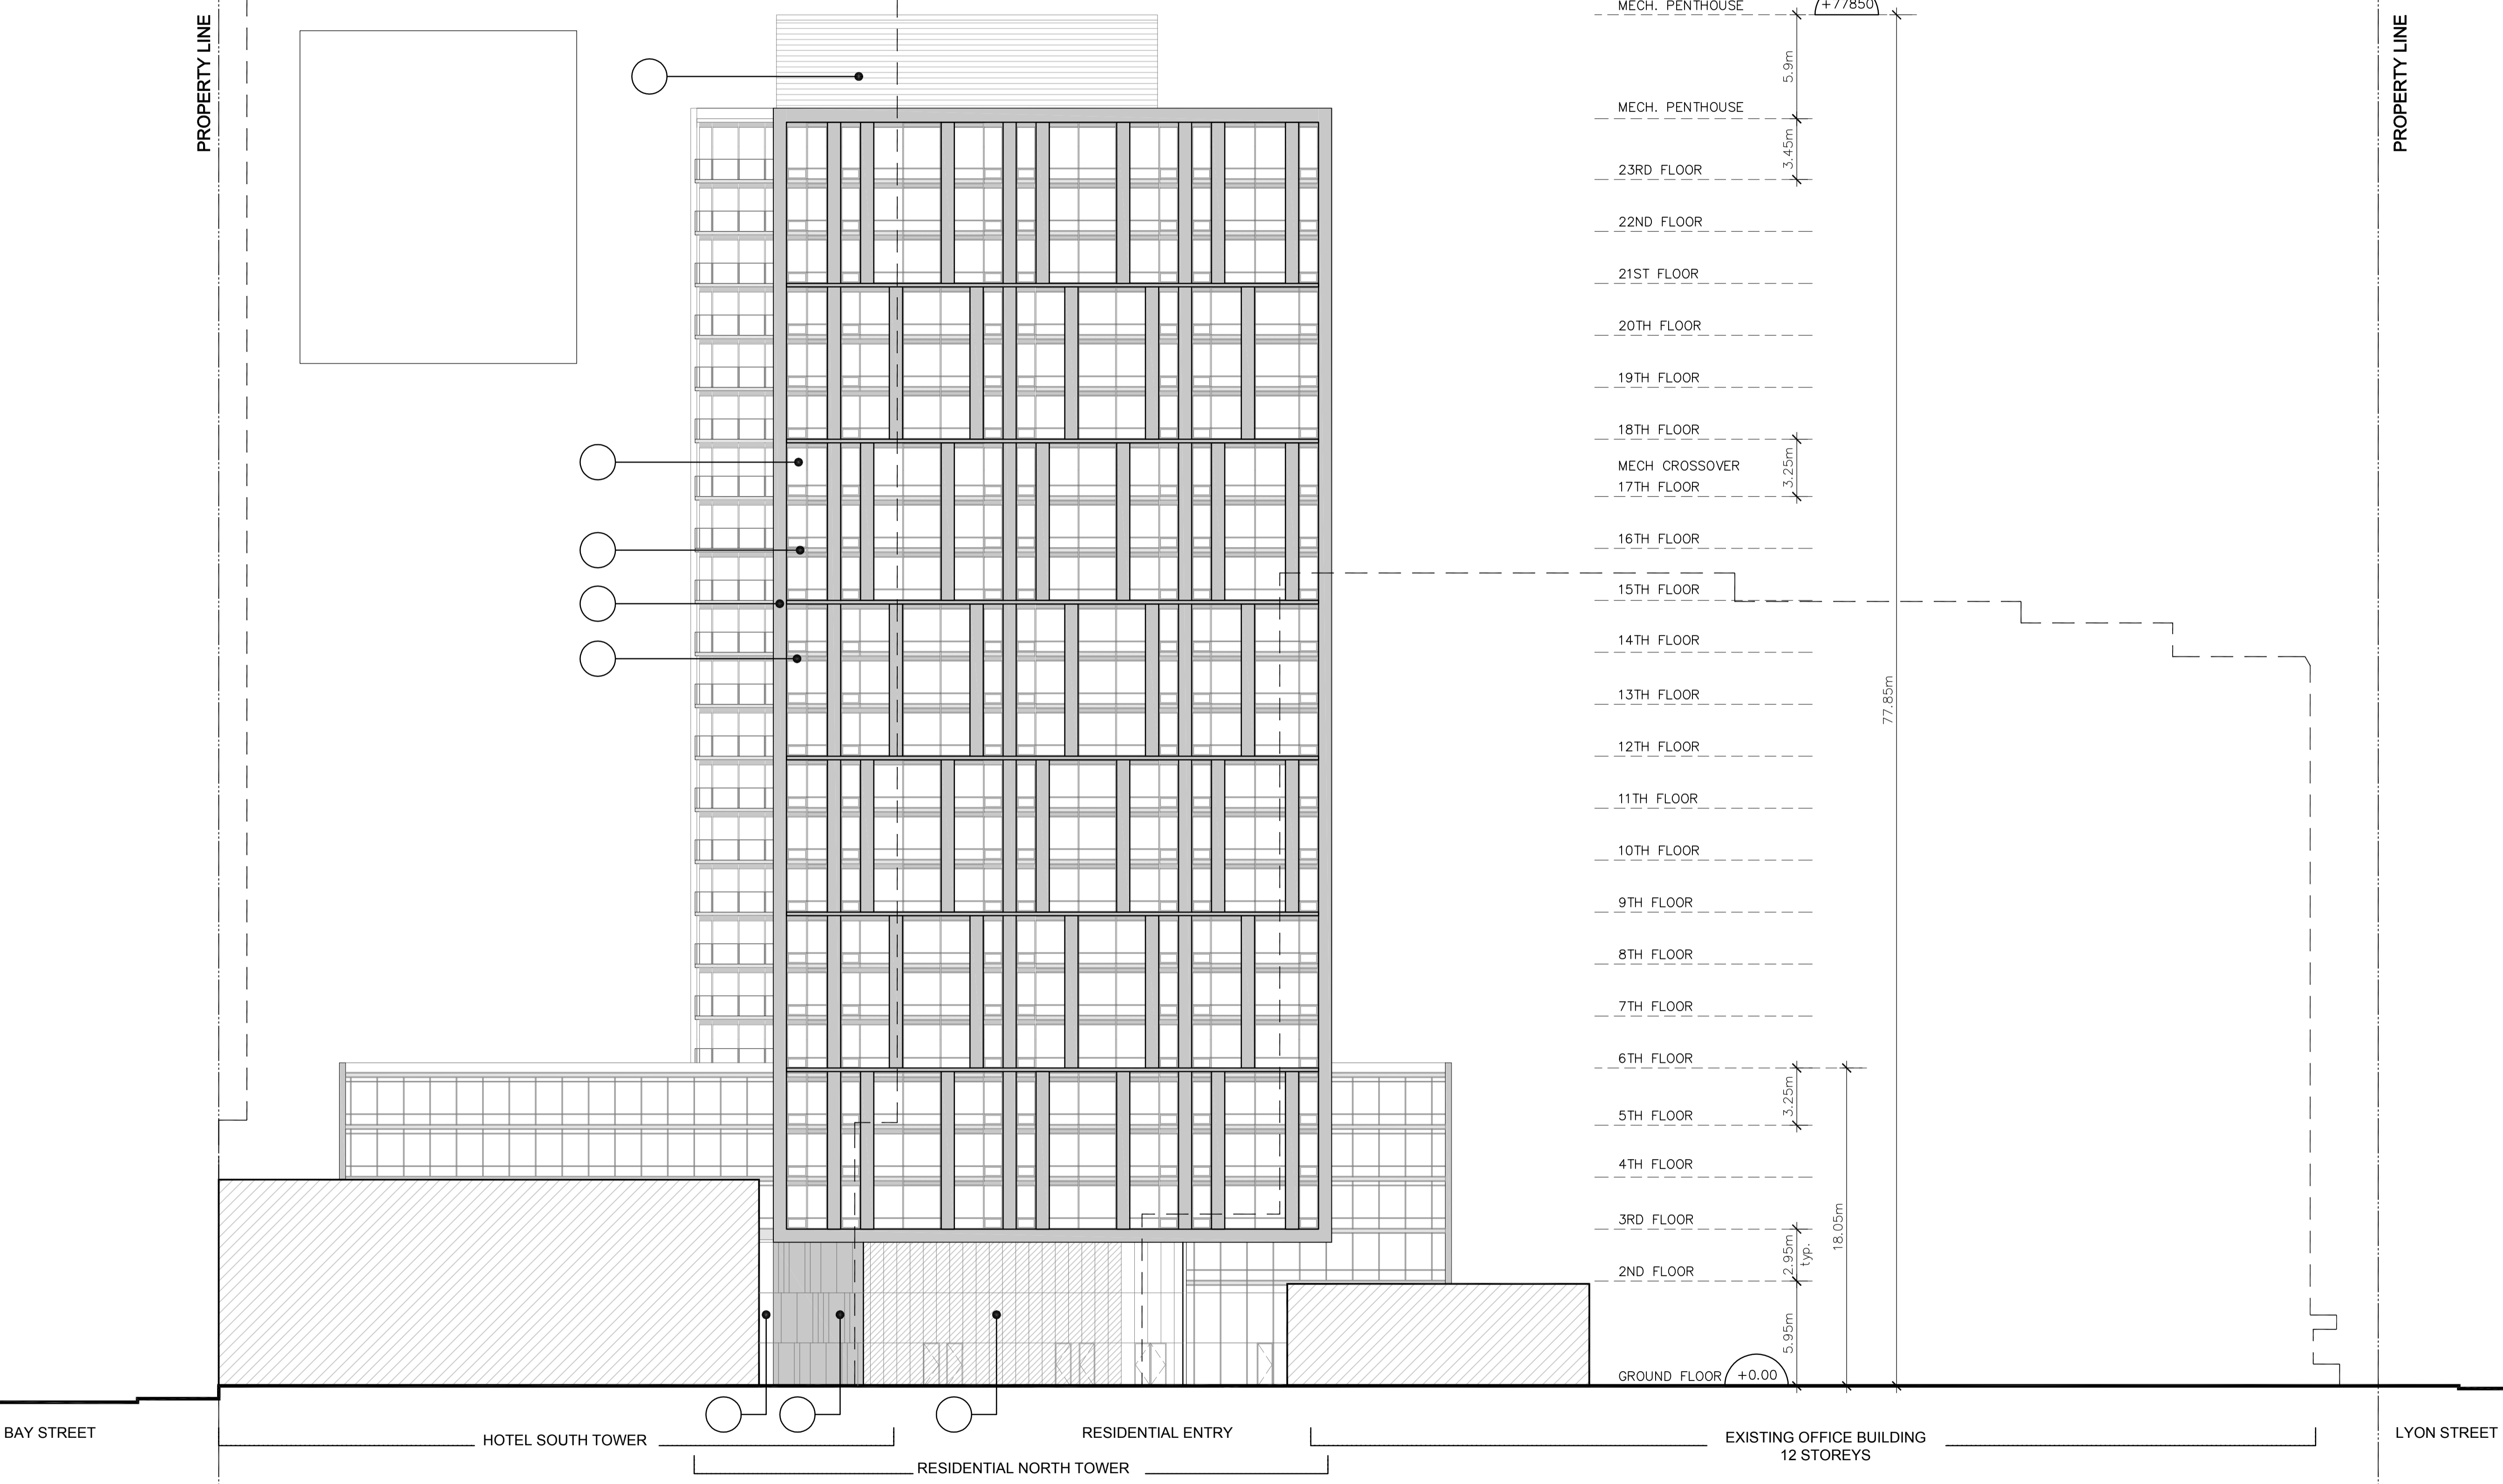 PROPERTY LINE
PROPERTY LINE
MECH. PENTHOUSE
+77850
5.9m
MECH. PENTHOUSE
3.45m
23RD FLOOR
22ND FLOOR
21ST FLOOR
20TH FLOOR
19TH FLOOR
18TH FLOOR
MECH CROSSOVER
3.25m
17TH FLOOR
16TH FLOOR
15TH FLOOR
14TH FLOOR
13TH FLOOR
77.85m
12TH FLOOR
11TH FLOOR
10TH FLOOR
9TH FLOOR
8TH FLOOR
7TH FLOOR
6TH FLOOR
3.25m
5TH FLOOR
4TH FLOOR
3RD FLOOR
18.05m
2.95m
typ.
2ND FLOOR
5.95m
GROUND FLOOR
+0.00
BAY STREET
HOTEL SOUTH TOWER
RESIDENTIAL ENTRY
EXISTING OFFICE BUILDING
12 STOREYS
LYON STREET
RESIDENTIAL NORTH TOWER